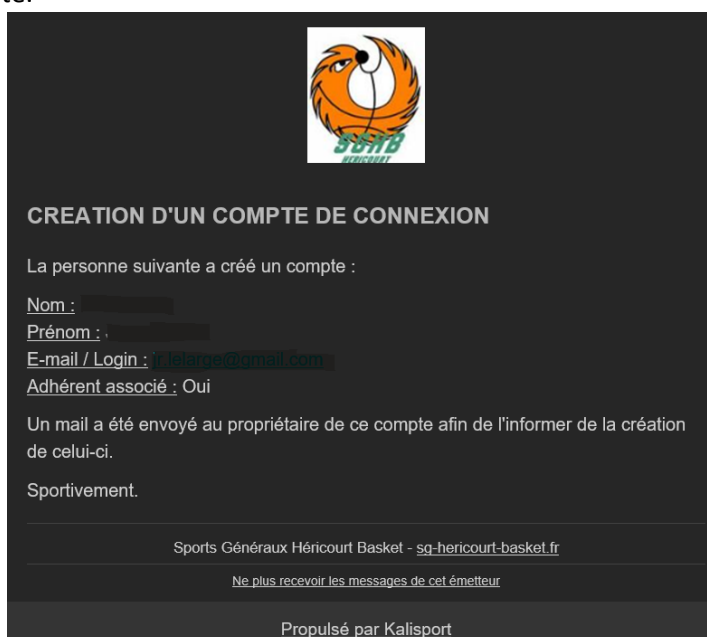 SGHB
HERICOURT
CREATION D'UN COMPTE DE CONNEXION
La personne suivante a créé un compte :
Nom :
Prénom :
E-mail / Login :
Adhérent associé : Oui
Un mail a été envoyé au propriétaire de ce compte afin de l'informer de la création
de celui-ci.
Sportivement.
Sports Généraux Héricourt Basket - sg-hericourt-basket.fr
Ne plus recevoir les messages de cet émetteur
Propulsé par Kalisport